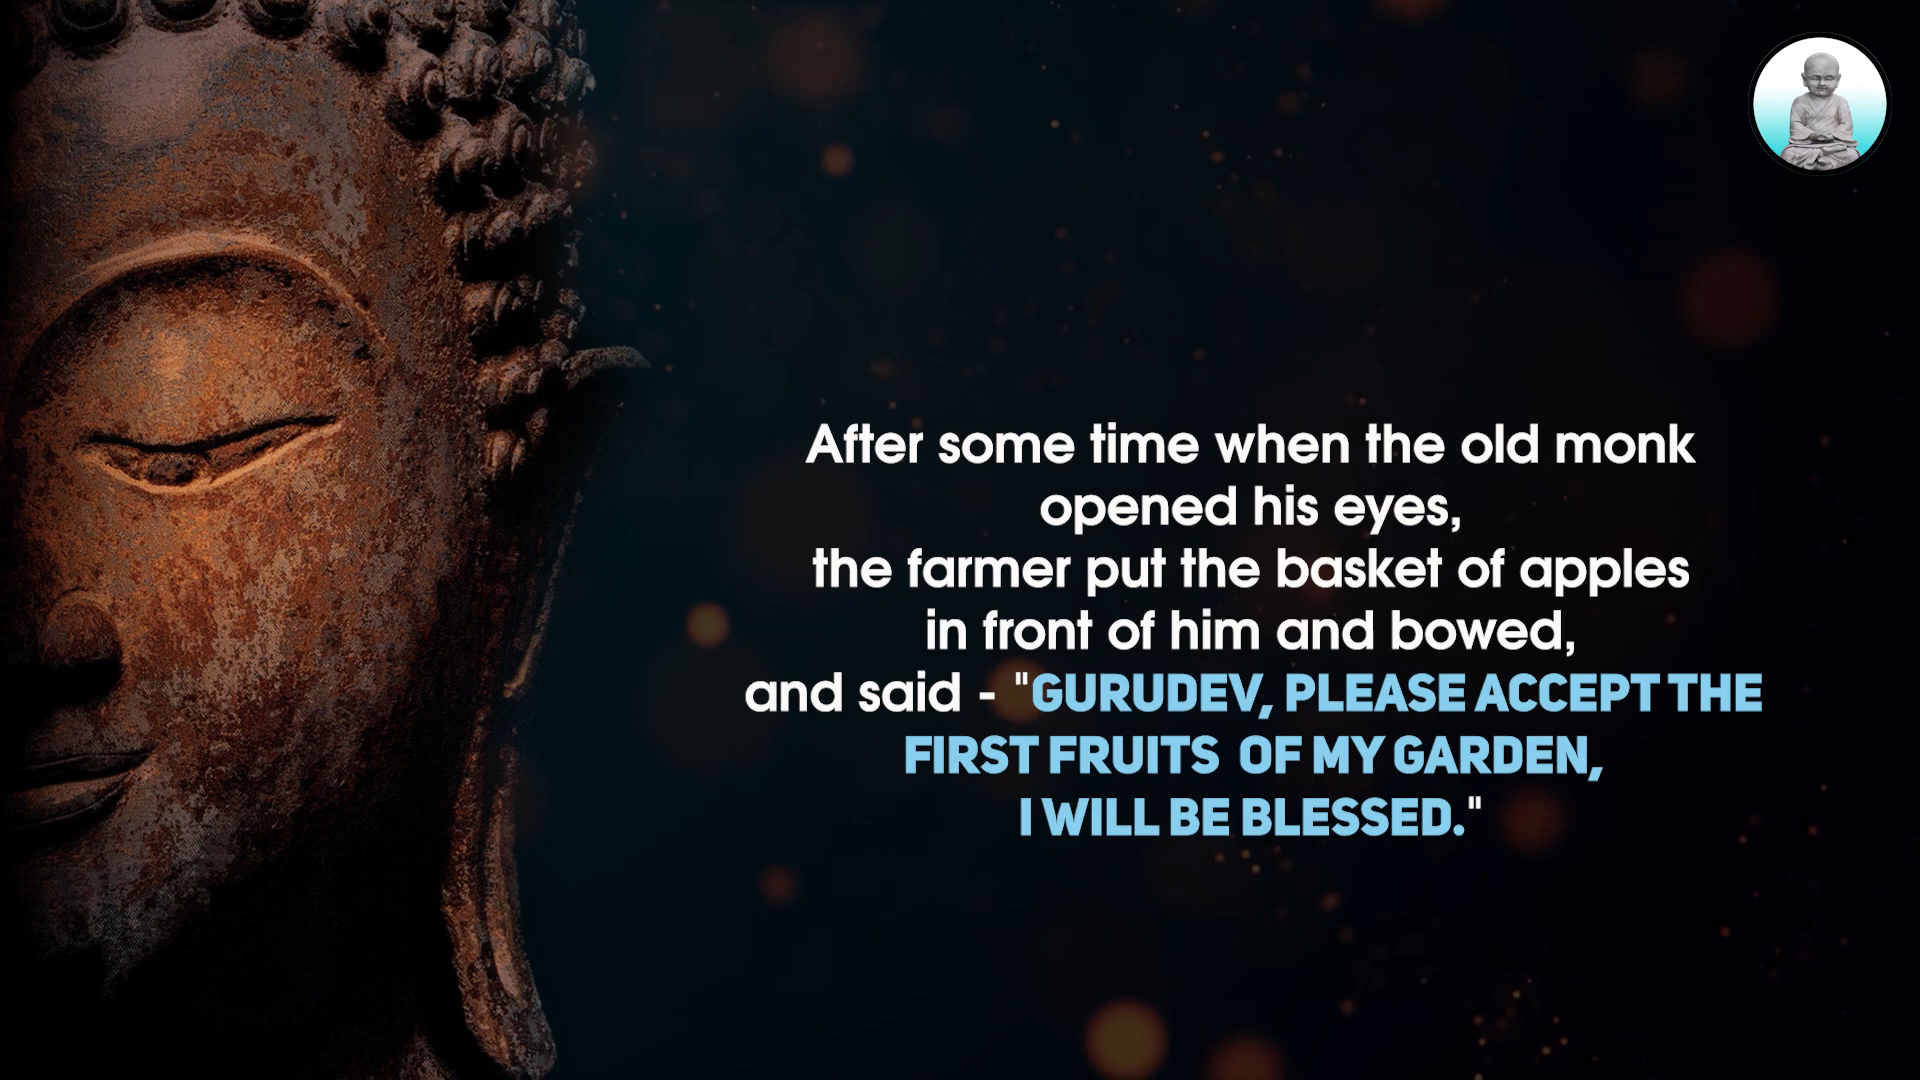 After some time when the old monk
opened his eyes,
the farmer put the basket of apples
in front of him and bowed,
and said - "GURUDEV, PLEASE ACCEPT THE
FIRST FRUITS OF MY GARDEN,
I WILL BE BLESSED."